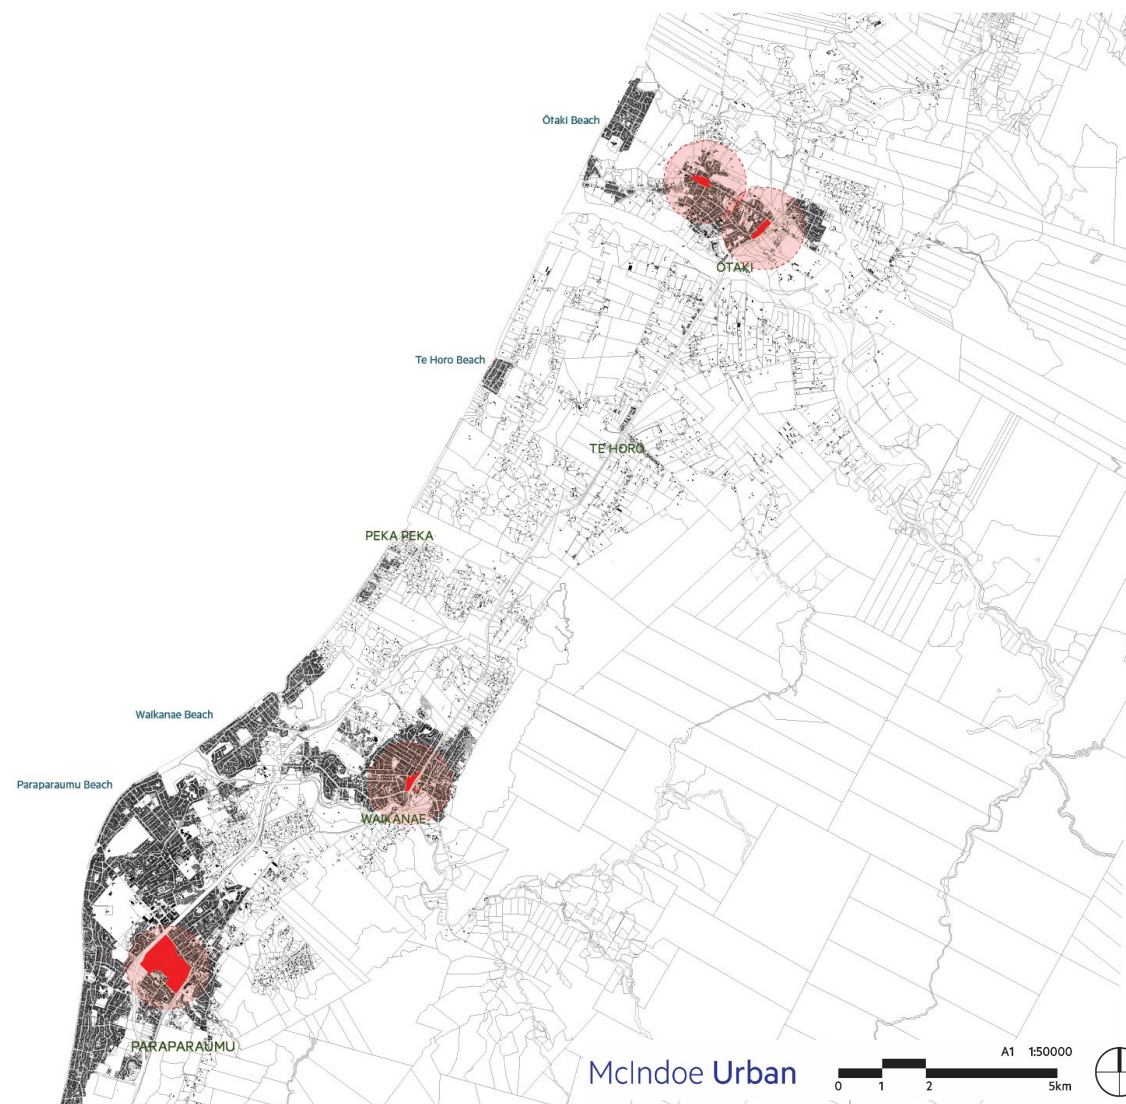 Ōtaki Beach
ŌTAKI
Te Horo Beach
TE HORO
PEKA PEKA
Waikanae Beach
Paraparaumu Beach
WAIKANAE
PARAPARAUMU
McIndoe Urban
A1 1:50000
0 1 2 5km